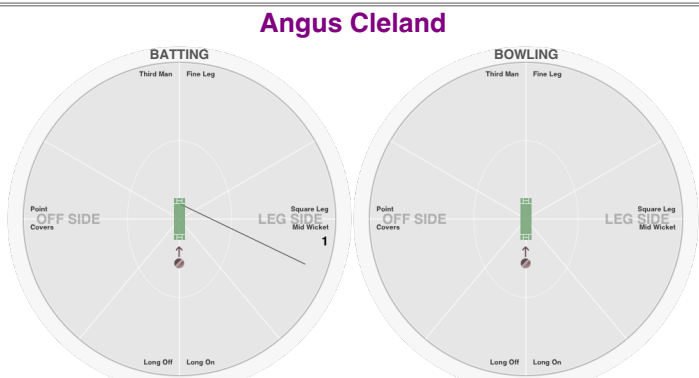 Angus Cleland
BATTING
Third Man Fine Leg
Point
OFF SIDE
Covers
Square Leg
LEG SIDE
Mid Wicket
1
Long Off Long On
BOWLING
Third Man Fine Leg
Point
OFF SIDE
Covers
Square Leg
LEG SIDE
Mid Wicket
Long Off Long On